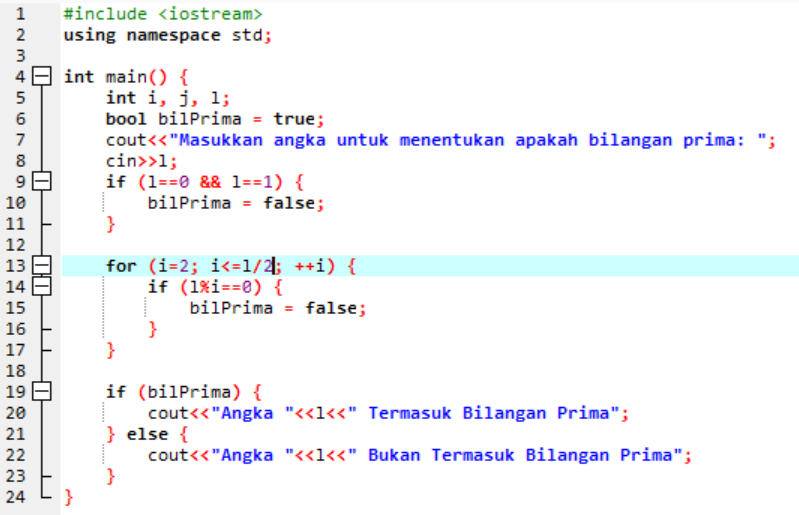 1 #include <iostream>
2 using namespace std;
3
4 int main() {
5 int i, j, l;
6 bool bilPrima = true;
7 cout<<"Masukkan angka untuk menentukan apakah bilangan prima: ";
8 cin>>l;
9 if (l==0 && l==1) {
10 bilPrima = false;
11 }
12
13 for (i=2; i<=l/2; ++i) {
14 if (l%i==0) {
15 bilPrima = false;
16 }
17 }
18
19 if (bilPrima) {
20 cout<<"Angka "<<l<<" Termasuk Bilangan Prima";
21 } else {
22 cout<<"Angka "<<l<<" Bukan Termasuk Bilangan Prima";
23 }
24 }